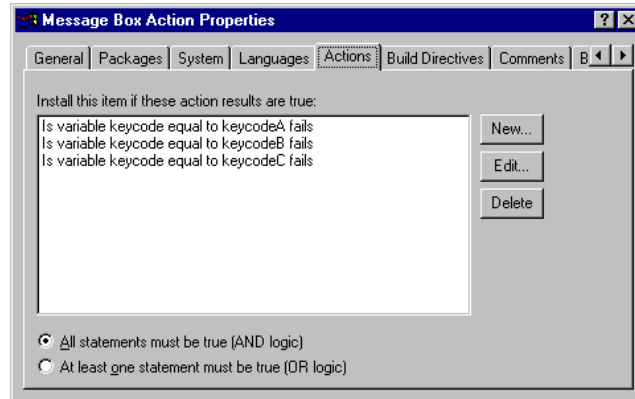 Message Box Action Properties
General Packages System Languages Actions Build Directives Comments B
Install this item if these action results are true:
Is variable keycode equal to keycodeA fails
Is variable keycode equal to keycodeB fails
Is variable keycode equal to keycodeC fails
New...
Edit...
Delete
All statements must be true (AND logic)
At least one statement must be true (OR logic)